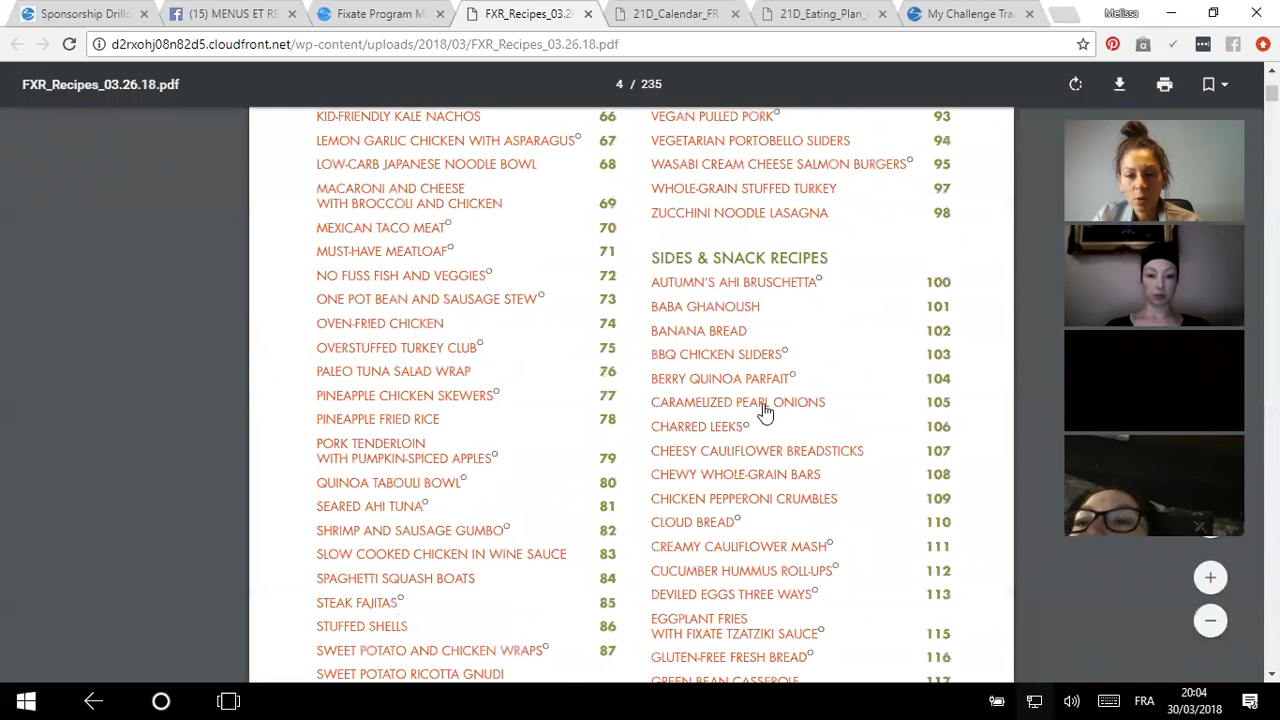 Sponsorship Drillo
(15) MENUS ET RE
Fixate Program M
FXR_Recipes_03.2
21D_Calendar_FR
21D_Eating_Plan_
My Challenge Tra
Melissa
d2rxohj08n82d5.cloudfront.net/wp-content/uploads/2018/03/FXR_Recipes_03.26.18.pdf
FXR_Recipes_03.26.18.pdf
4 / 235
KID-FRIENDLY KALE NACHOS 66
LEMON GARLIC CHICKEN WITH ASPARAGUS° 67
LOW-CARB JAPANESE NOODLE BOWL 68
MACARONI AND CHEESE
WITH BROCCOLI AND CHICKEN 69
MEXICAN TACO MEAT° 70
MUST-HAVE MEATLOAF° 71
NO FUSS FISH AND VEGGIES° 72
ONE POT BEAN AND SAUSAGE STEW° 73
OVEN-FRIED CHICKEN 74
OVERSTUFFED TURKEY CLUB° 75
PALEO TUNA SALAD WRAP 76
PINEAPPLE CHICKEN SKEWERS° 77
PINEAPPLE FRIED RICE 78
PORK TENDERLOIN
WITH PUMPKIN-SPICED APPLES° 79
QUINOA TABOULI BOWL° 80
SEARED AHI TUNA° 81
SHRIMP AND SAUSAGE GUMBO° 82
SLOW COOKED CHICKEN IN WINE SAUCE 83
SPAGHETTI SQUASH BOATS 84
STEAK FAJITAS° 85
STUFFED SHELLS 86
SWEET POTATO AND CHICKEN WRAPS° 87
SWEET POTATO RICOTTA GNUDI
VEGAN PULLED PORK° 93
VEGETARIAN PORTOBELLO SLIDERS 94
WASABI CREAM CHEESE SALMON BURGERS° 95
WHOLE-GRAIN STUFFED TURKEY 97
ZUCCHINI NOODLE LASAGNA 98
SIDES & SNACK RECIPES
AUTUMN'S AHI BRUSCHETTA° 100
BABA GHANOUSH 101
BANANA BREAD 102
BBQ CHICKEN SLIDERS° 103
BERRY QUINOA PARFAIT° 104
CARAMELIZED PEARL ONIONS 105
CHARRED LEEKS° 106
CHEESY CAULIFLOWER BREADSTICKS 107
CHEWY WHOLE-GRAIN BARS 108
CHICKEN PEPPERONI CRUMBLES 109
CLOUD BREAD° 110
CREAMY CAULIFLOWER MASH° 111
CUCUMBER HUMMUS ROLL-UPS° 112
DEVILED EGGS THREE WAYS° 113
EGGPLANT FRIES
WITH FIXATE TZATZIKI SAUCE° 115
GLUTEN-FREE FRESH BREAD° 116
GREEN BEAN CASSEROLE 117
FRA
20:04
30/03/2018